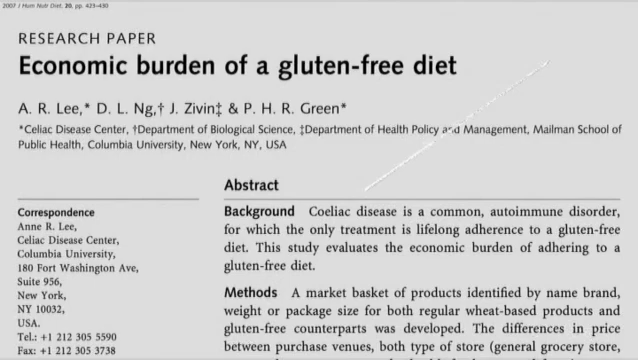 2007 J Hum Nutr Diet, 20, pp. 423–430
RESEARCH PAPER
Economic burden of a gluten-free diet
A. R. Lee,* D. L. Ng,† J. Zivin‡ & P. H. R. Green*
*Celiac Disease Center, †Department of Biological Science, ‡Department of Health Policy and Management, Mailman School of
Public Health, Columbia University, New York, NY, USA
Abstract
Correspondence
Anne R. Lee,
Celiac Disease Center,
Columbia University,
180 Fort Washington Ave,
Suite 956,
New York,
NY 10032,
USA.
Tel.: +1 212 305 5590
Fax: +1 212 305 3738
Background Coeliac disease is a common, autoimmune disorder,
for which the only treatment is lifelong adherence to a gluten-free
diet. This study evaluates the economic burden of adhering to a
gluten-free diet.
Methods A market basket of products identified by name brand,
weight or package size for both regular wheat-based products and
gluten-free counterparts was developed. The differences in price
between purchase venues, both type of store (general grocery store,